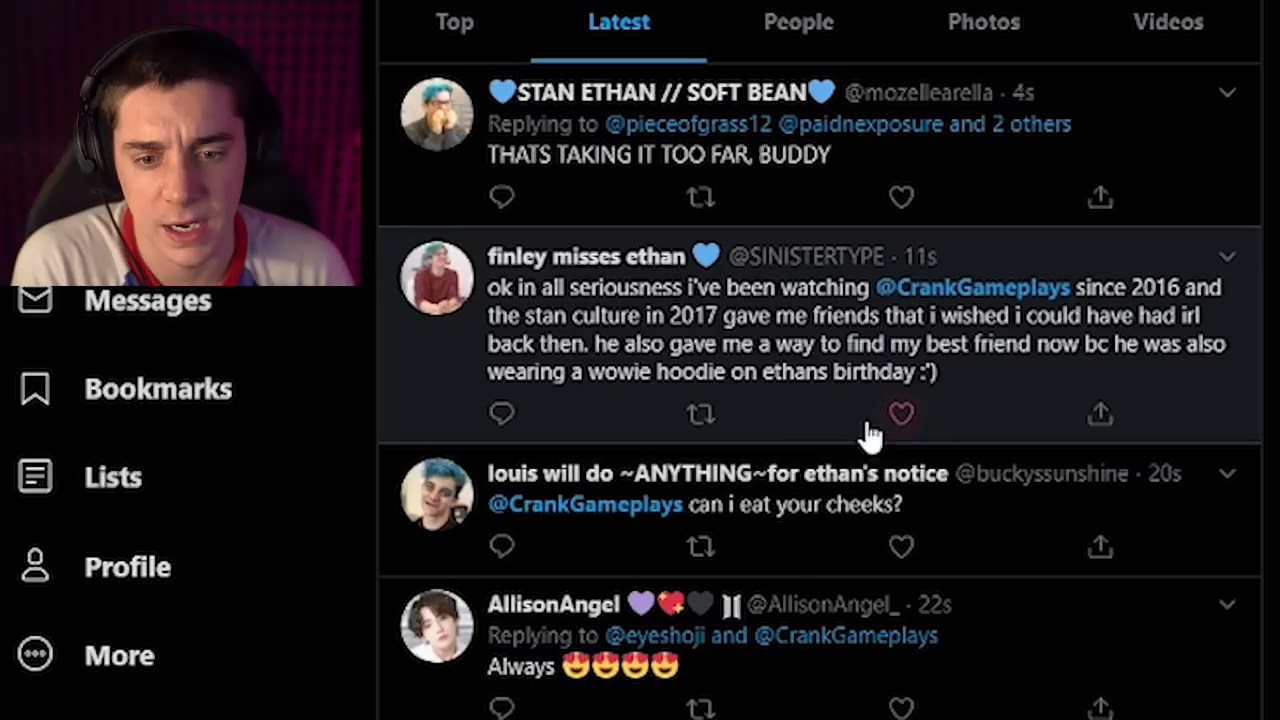 Top Latest People Photos Videos
💙STAN ETHAN // SOFT BEAN💙 @mozellearella · 4s
Replying to @pieceofgrass12 @paidnexposure and 2 others
THATS TAKING IT TOO FAR, BUDDY
finley misses ethan 💙 @SINISTERTYPE · 11s
ok in all seriousness i've been watching @CrankGameplays since 2016 and
the stan culture in 2017 gave me friends that i wished i could have had irl
back then. he also gave me a way to find my best friend now bc he was also
wearing a wowie hoodie on ethans birthday :')
louis will do ~ANYTHING~for ethan's notice @buckyssunshine · 20s
@CrankGameplays can i eat your cheeks?
AllisonAngel 💜💖🖤 @AllisonAngel_ · 22s
Replying to @eyeshoji and @CrankGameplays
Always 😍😍😍😍
Messages
Bookmarks
Lists
Profile
More